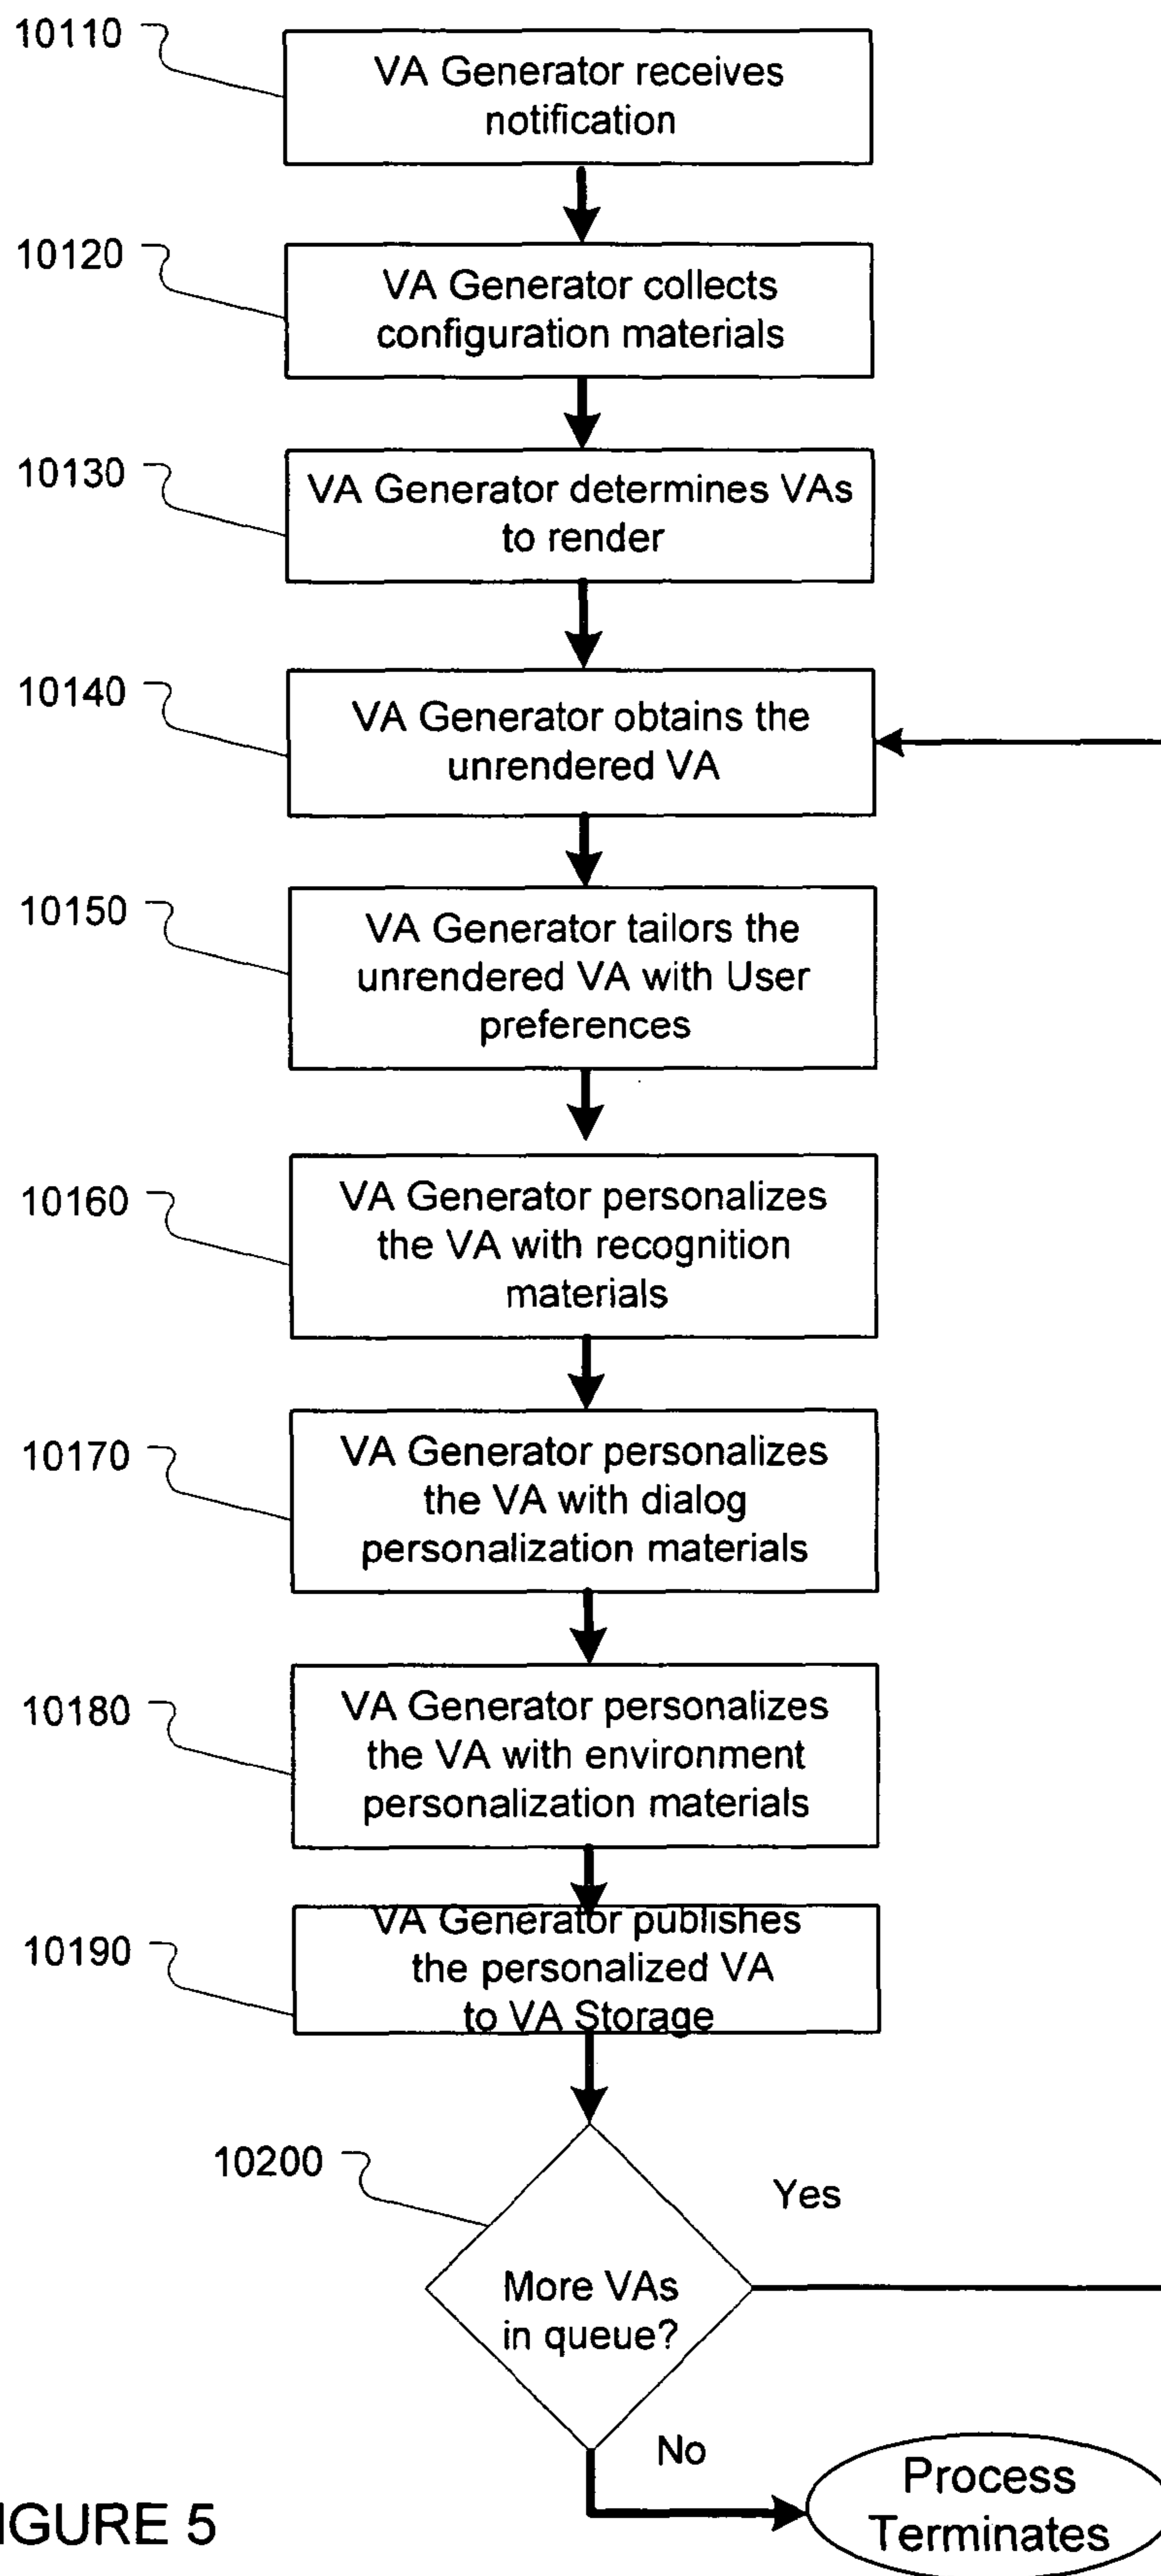 10110
VA Generator receives
notification
10120
VA Generator collects
configuration materials
10130
VA Generator determines VAs
to render
10140
VA Generator obtains the
unrendered VA
10150
VA Generator tailors the
unrendered VA with User
preferences
10160
VA Generator personalizes
the VA with recognition
materials
10170
VA Generator personalizes
the VA with dialog
personalization materials
10180
VA Generator personalizes
the VA with environment
personalization materials
10190
VA Generator publishes
the personalized VA
to VA Storage
10200
Yes
More VAs
in queue?
No
Process
Terminates
IGURE 5